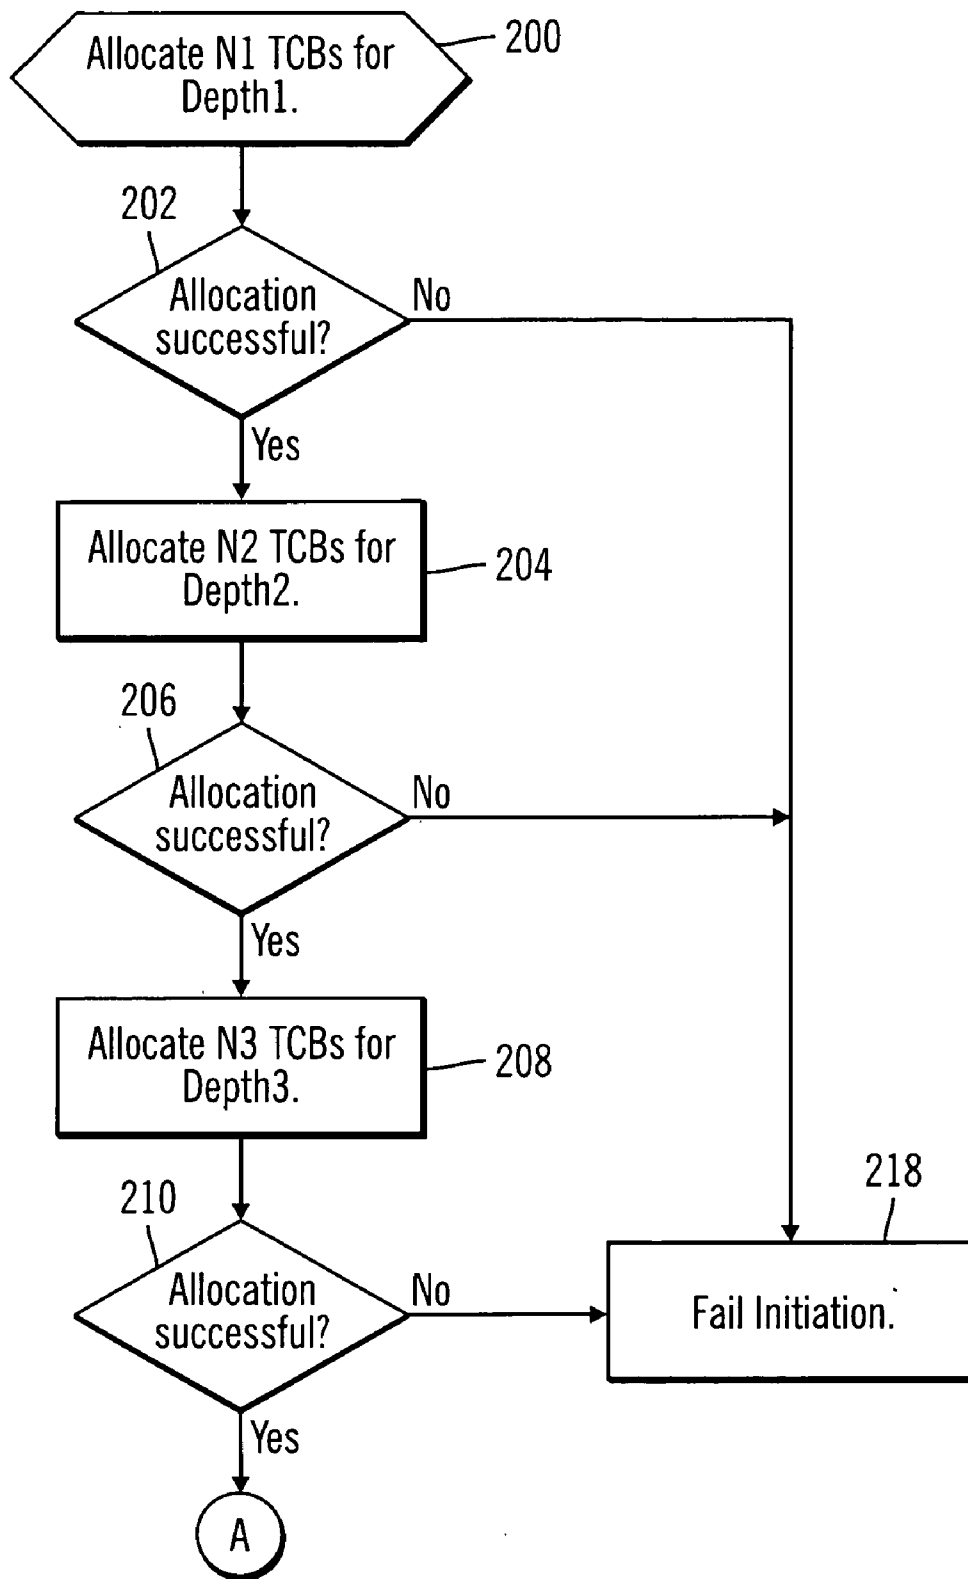 Allocate N1 TCBs for
Depth1.
200
202
Allocation
successful?
No
Yes
Allocate N2 TCBs for
Depth2.
204
206
Allocation
successful?
No
Yes
Allocate N3 TCBs for
Depth3.
208
210
Allocation
successful?
No
218
Fail Initiation.
Yes
A